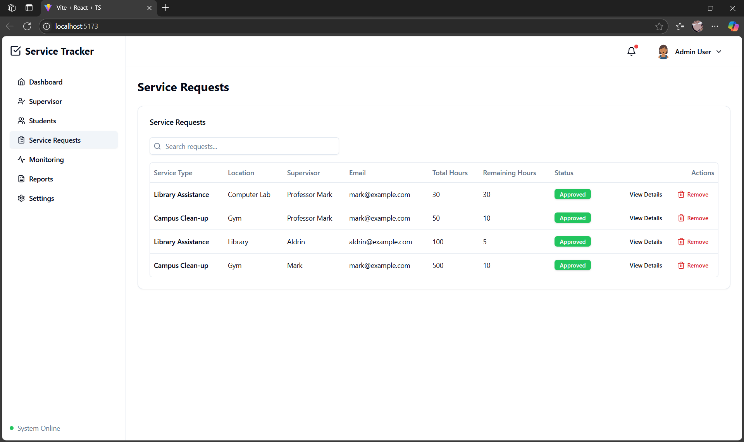 Vite + React + TS
localhost:5173
Service Tracker
Admin User
Dashboard
Supervisor
Students
Service Requests
Monitoring
Reports
Settings
System Online
Service Requests
Service Requests
Search requests...
Service Type Location Supervisor Email Total Hours Remaining Hours Status Actions
Library Assistance Computer Lab Professor Mark mark@example.com 30 30 Approved View Details Remove
Campus Clean-up Gym Professor Mark mark@example.com 50 10 Approved View Details Remove
Library Assistance Library Aldrin aldrin@example.com 100 5 Approved View Details Remove
Campus Clean-up Gym Mark mark@example.com 500 10 Approved View Details Remove